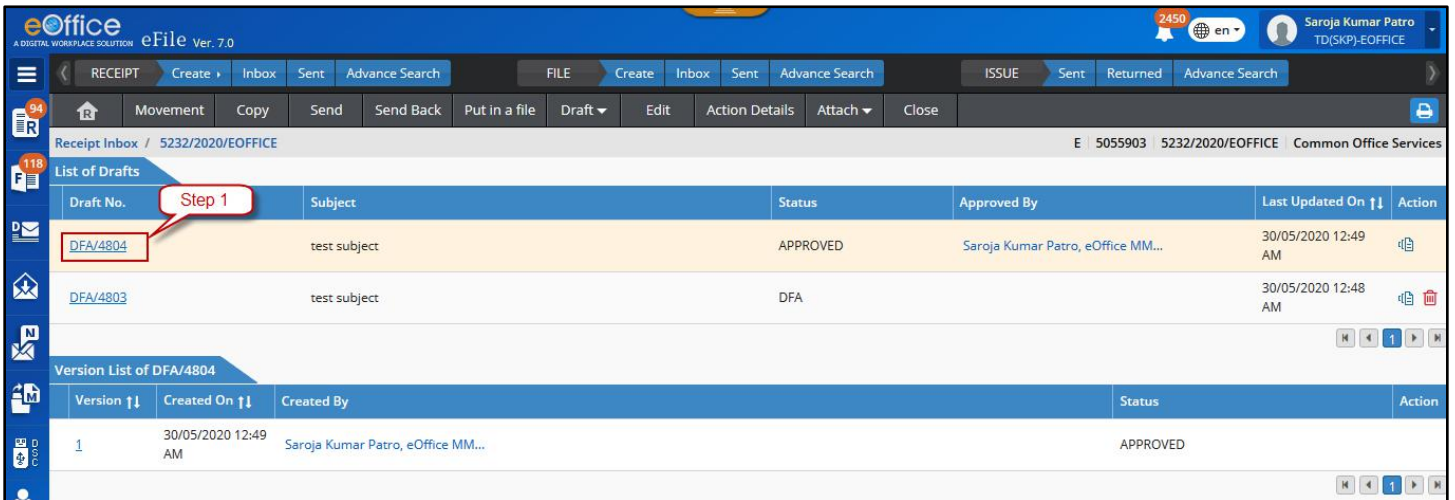 eOffice
A DIGITAL WORKPLACE SOLUTION eFile Ver. 7.0
2450
en
Saroja Kumar Patro
TD(SKP)-EOFFICE
RECEIPT Create Inbox Sent Advance Search FILE Create Inbox Sent Advance Search ISSUE Sent Returned Advance Search
94
R
R Movement Copy Send Send Back Put in a file Draft Edit Action Details Attach Close
Receipt Inbox / 5232/2020/EOFFICE E 5055903 5232/2020/EOFFICE Common Office Services
118
F
List of Drafts
Draft No. Subject Status Approved By Last Updated On Action
Step 1
D
DFA/4804 test subject APPROVED Saroja Kumar Patro, eOffice MM... 30/05/2020 12:49 AM
DFA/4803 test subject DFA 30/05/2020 12:48 AM
N
1
Version List of DFA/4804
M
Version Created On Created By Status Action
DSC
1 30/05/2020 12:49 AM Saroja Kumar Patro, eOffice MM... APPROVED
1